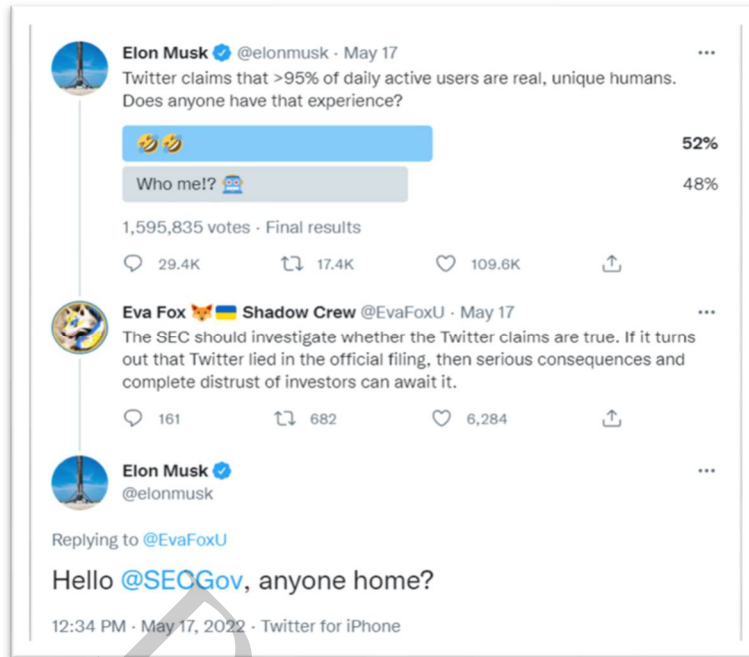 Elon Musk @elonmusk · May 17
Twitter claims that >95% of daily active users are real, unique humans.
Does anyone have that experience?
🤣🤣 52%
Who me!? 🤖 48%
1,595,835 votes · Final results
29.4K 17.4K 109.6K
Eva Fox 🦊🇺🇦 Shadow Crew @EvaFoxU · May 17
The SEC should investigate whether the Twitter claims are true. If it turns
out that Twitter lied in the official filing, then serious consequences and
complete distrust of investors can await it.
161 682 6,284
Elon Musk
@elonmusk
Replying to @EvaFoxU
Hello @SECGov, anyone home?
12:34 PM · May 17, 2022 · Twitter for iPhone